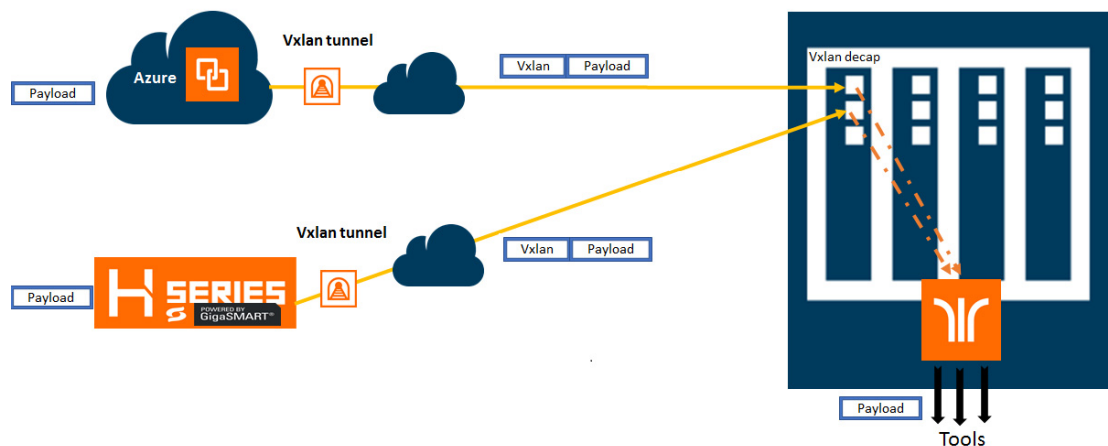 Vxlan tunnel
Vxlan decap
Azure
Vxlan
Payload
Payload
Vxlan tunnel
Vxlan
Payload
Payload
H SERIES
POWERED BY
GigaSMART®
Payload
Tools